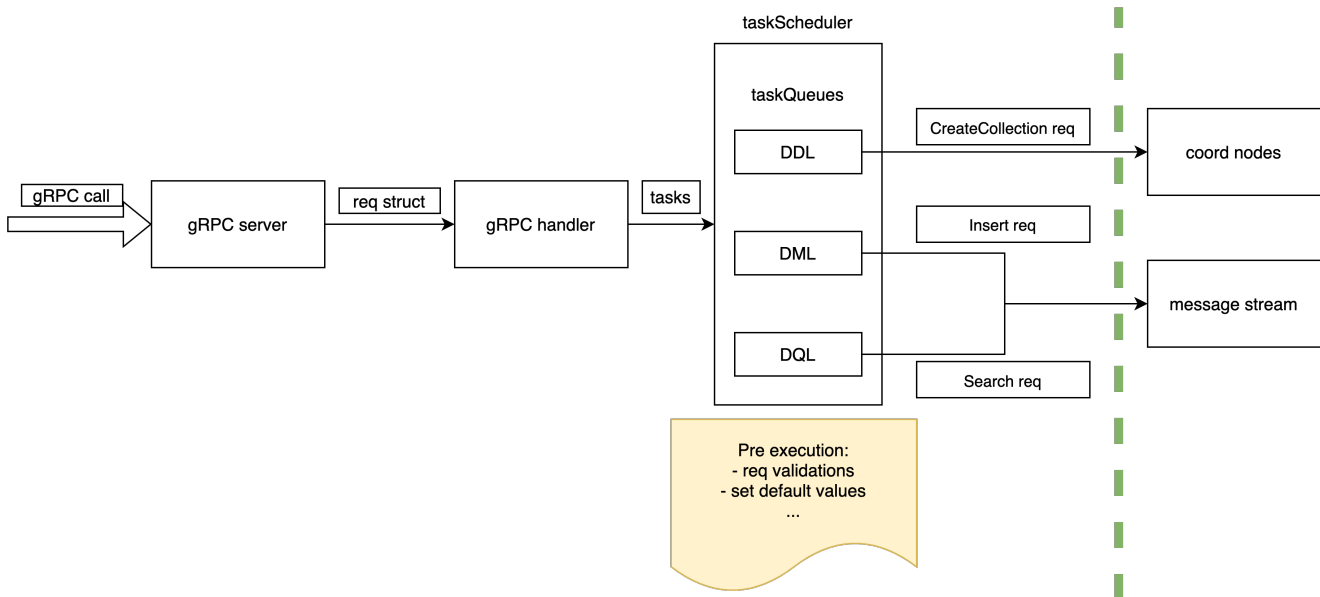 taskScheduler
taskQueues
CreateCollection req
DDL
coord nodes
gRPC call
req struct
tasks
gRPC server
gRPC handler
Insert req
DML
message stream
DQL
Search req
Pre execution:
- req validations
- set default values
...